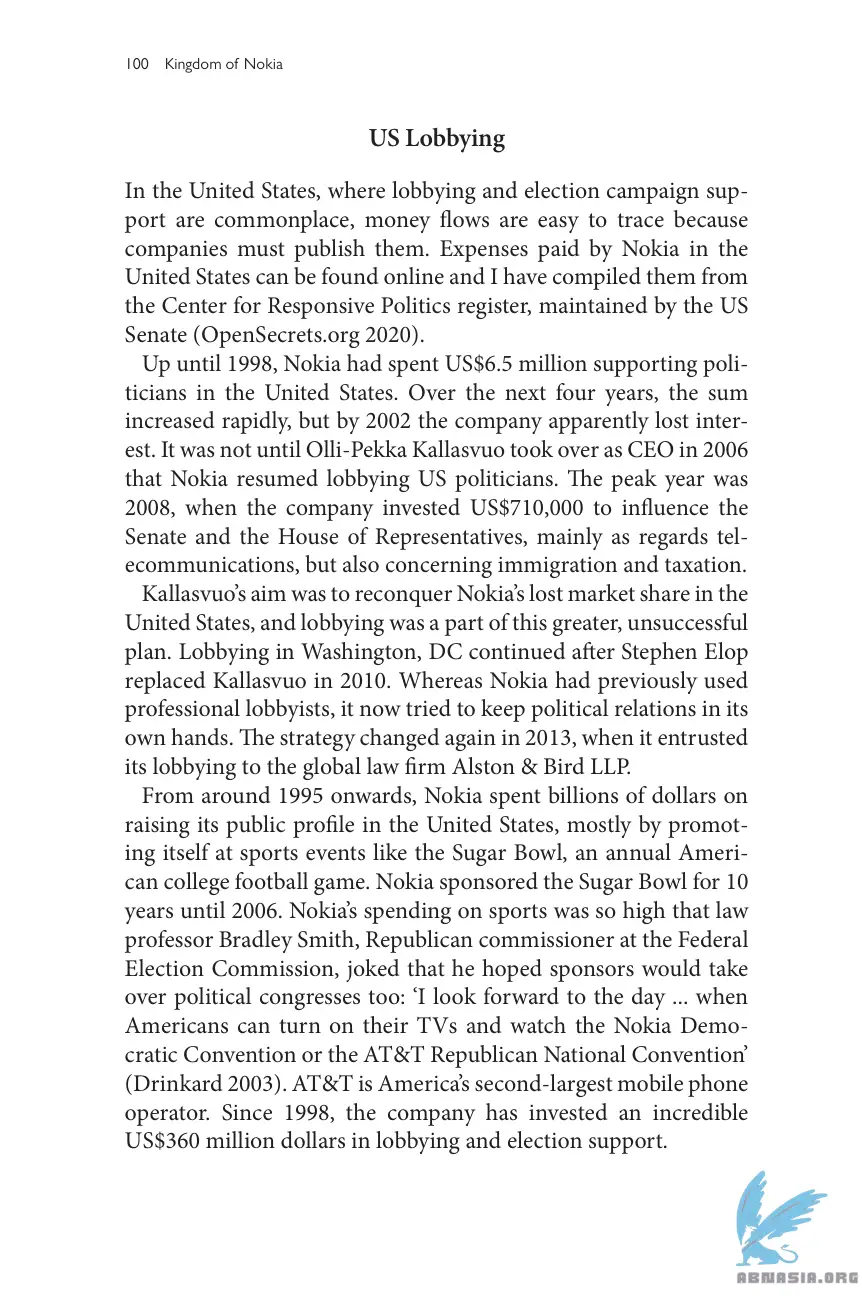 100 Kingdom of Nokia
US Lobbying
In the United States, where lobbying and election campaign sup-
port are commonplace, money flows are easy to trace because
companies must publish them. Expenses paid by Nokia in the
United States can be found online and I have compiled them from
the Center for Responsive Politics register, maintained by the US
Senate (OpenSecrets.org 2020).
Up until 1998, Nokia had spent US$6.5 million supporting poli-
ticians in the United States. Over the next four years, the sum
increased rapidly, but by 2002 the company apparently lost inter-
est. It was not until Olli-Pekka Kallasvuo took over as CEO in 2006
that Nokia resumed lobbying US politicians. The peak year was
2008, when the company invested US$710,000 to influence the
Senate and the House of Representatives, mainly as regards tel-
ecommunications, but also concerning immigration and taxation.
Kallasvuo’s aim was to reconquer Nokia’s lost market share in the
United States, and lobbying was a part of this greater, unsuccessful
plan. Lobbying in Washington, DC continued after Stephen Elop
replaced Kallasvuo in 2010. Whereas Nokia had previously used
professional lobbyists, it now tried to keep political relations in its
own hands. The strategy changed again in 2013, when it entrusted
its lobbying to the global law firm Alston & Bird LLP.
From around 1995 onwards, Nokia spent billions of dollars on
raising its public profile in the United States, mostly by promot-
ing itself at sports events like the Sugar Bowl, an annual Ameri-
can college football game. Nokia sponsored the Sugar Bowl for 10
years until 2006. Nokia’s spending on sports was so high that law
professor Bradley Smith, Republican commissioner at the Federal
Election Commission, joked that he hoped sponsors would take
over political congresses too: ‘I look forward to the day ... when
Americans can turn on their TVs and watch the Nokia Demo-
cratic Convention or the AT&T Republican National Convention’
(Drinkard 2003). AT&T is America’s second-largest mobile phone
operator. Since 1998, the company has invested an incredible
US$360 million dollars in lobbying and election support.
ABNASIA.ORG